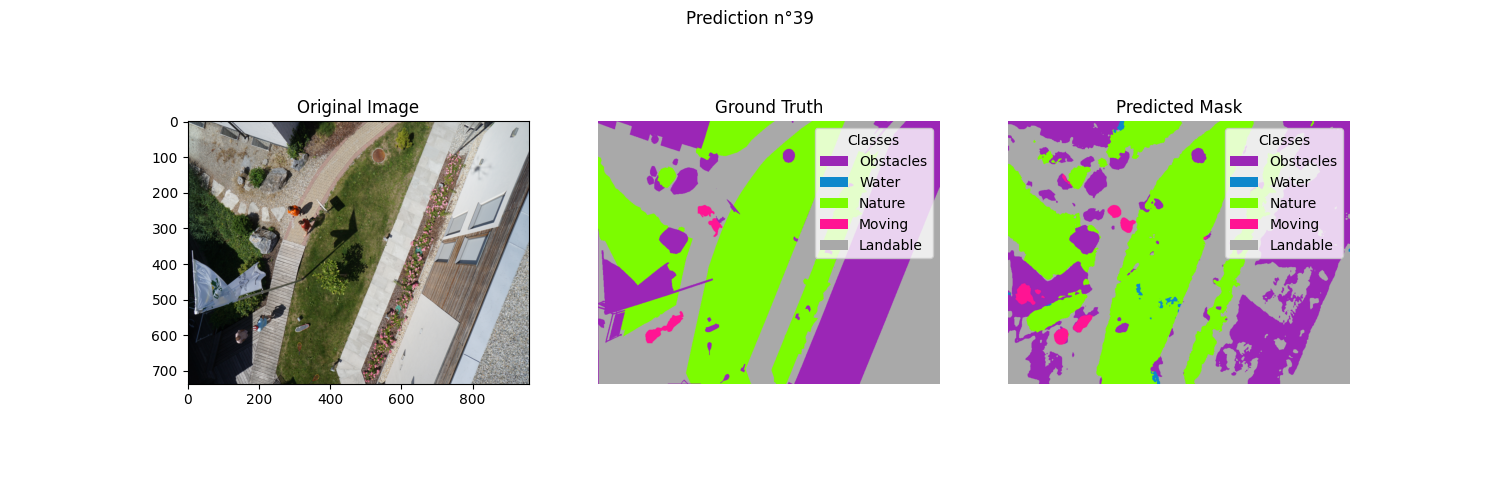 Prediction n°39
Original Image
Ground Truth
Predicted Mask
0
100
200
300
400
500
600
700
0
200
400
600
800
Classes
Obstacles
Water
Nature
Moving
Landable
Classes
Obstacles
Water
Nature
Moving
Landable